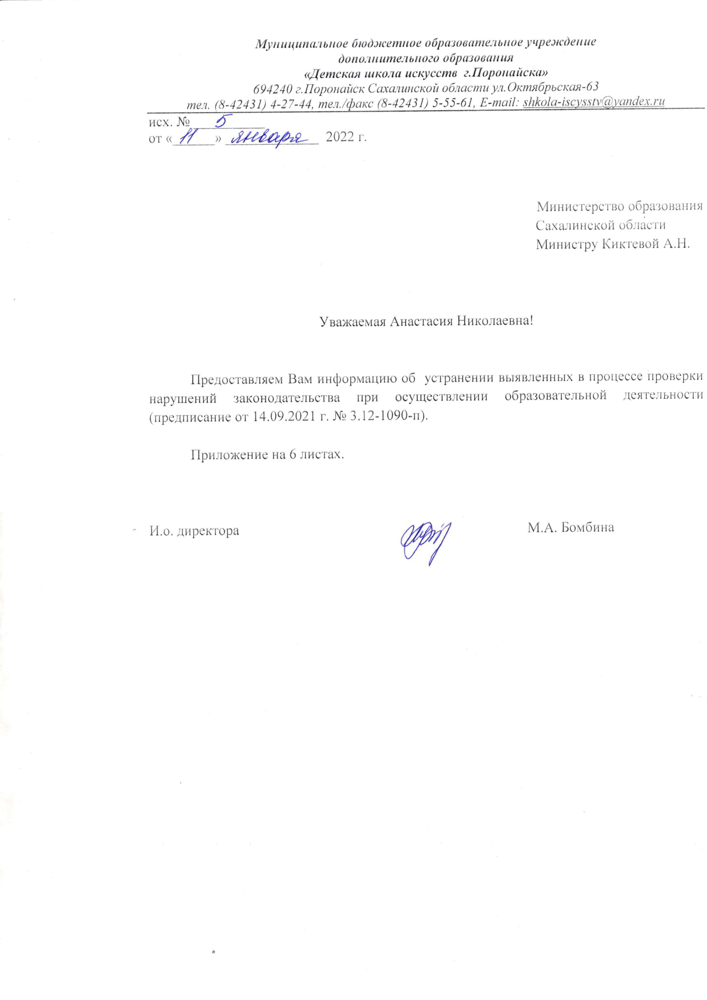 Муниципальное бюджетное образовательное учреждение
дополнительного образования
«Детская школа искусств г.Поронайска»
694240 г.Поронайск Сахалинской области ул.Октябрьская-63
тел. (8-42431) 4-27-44, тел./факс (8-42431) 5-55-61, E-mail: shkola-iscysstv@yandex.ru
исх. № 5
от « 11 » января 2022 г.
Министерство образования
Сахалинской области
Министру Киктевой А.Н.
Уважаемая Анастасия Николаевна!
Предоставляем Вам информацию об устранении выявленных в процессе проверки
нарушений законодательства при осуществлении образовательной деятельности
(предписание от 14.09.2021 г. № 3.12-1090-п).
Приложение на 6 листах.
И.о. директора М.А. Бомбина